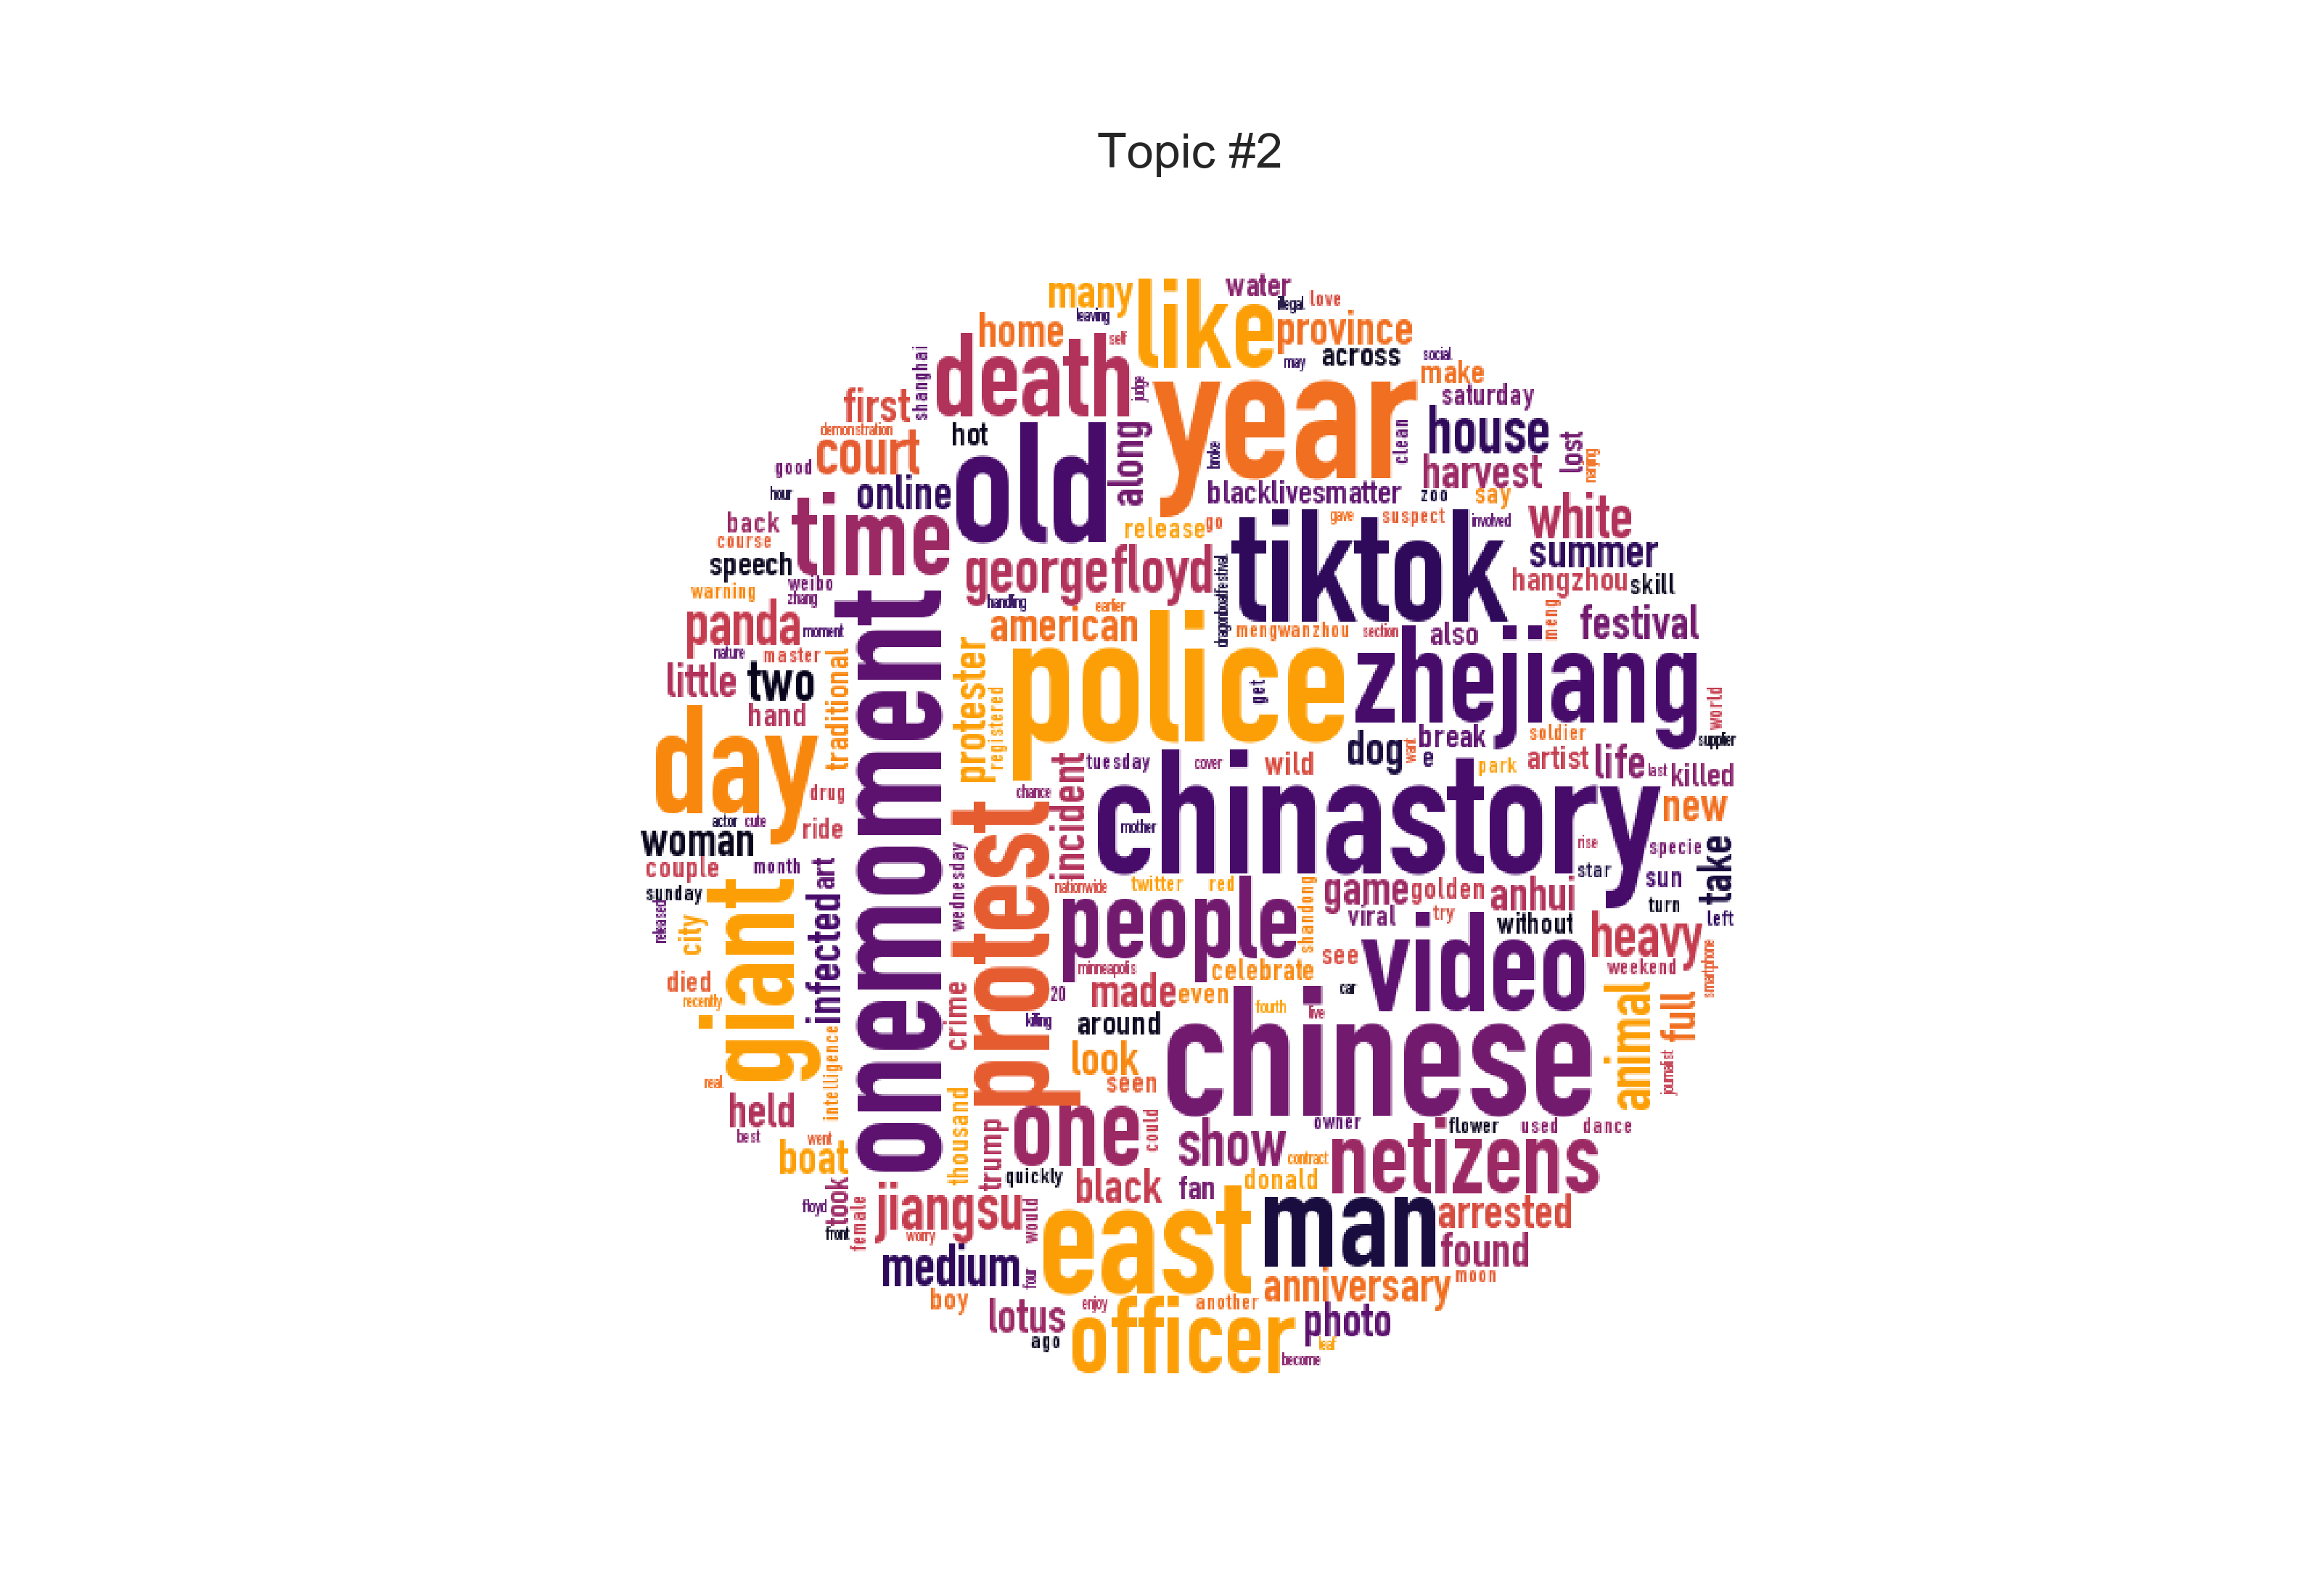 Topic #2
many
like
water
illegal
love
leaving
home
self
province
may
across
social
make
death
year
judge
shanghai
first
saturday
demonstration
court
hot
old
along
broke
clean
house
lost
nanjing
harvest
good
online
blacklivesmatter
zoo
say
hour
time
back
course
release
go
gave
suspect
involved
white
tiktok
summer
speech
georgefloyd
dragonboatfestival
hangzhou
skill
weibo
warning
zhang
handling
earlier
panda
moment
american
mengwanzhou
section
also
meng
festival
nature
master
protester
police
zhejiang
little
two
traditional
get
world
hand
registered
day
dog
want
break
e
soldier
supplier
onemoment
incident
tuesday
cover
wild
park
artist
life
last
killed
drug
chance
chinastory
new
actor
cute
ride
protest
mother
woman
rise
specie
take
couple
month
wednesday
nationwide
twitter
red
game
golden
anhui
star
sun
sunday
art
people
shandong
viral
try
without
turn
left
released
city
giant
infected
see
video
heavy
minneapolis
celebrate
weekend
smartphone
died
recently
crime
20
made
even
car
killing
around
fourth
live
animal
full
look
chinese
real
intelligence
seen
journalist
held
thousand
one
could
owner
flower
used
dance
best
went
trump
show
netizens
boat
quickly
contract
took
black
fan
donald
floyd
front
female
jiangsu
worry
would
east
man
arrested
found
medium
four
anniversary
moon
boy
lotus
enjoy
another
photo
ago
officer
leaf
become